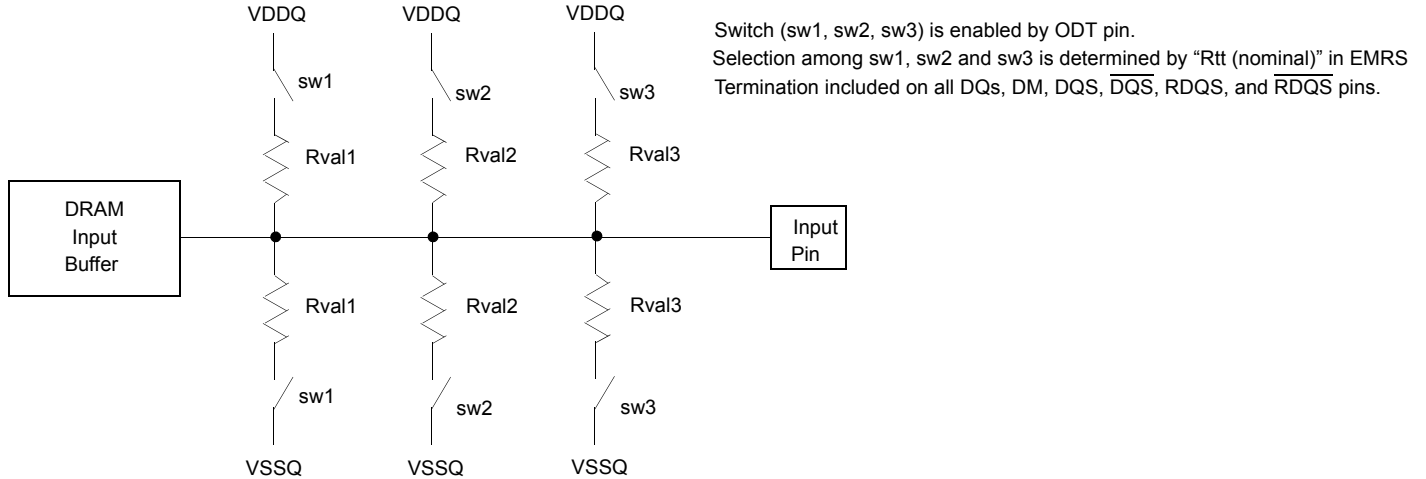 VDDQ VDDQ VDDQ
Switch (sw1, sw2, sw3) is enabled by ODT pin.
Selection among sw1, sw2 and sw3 is determined by “Rtt (nominal)” in EMRS
Termination included on all DQs, DM, DQS, D̅Q̅S̅, RDQS, and R̅D̅Q̅S̅ pins.
sw1 sw2 sw3
Rval1 Rval2 Rval3
DRAM
Input
Buffer
Input
Pin
Rval1 Rval2 Rval3
sw1 sw2 sw3
VSSQ VSSQ VSSQ